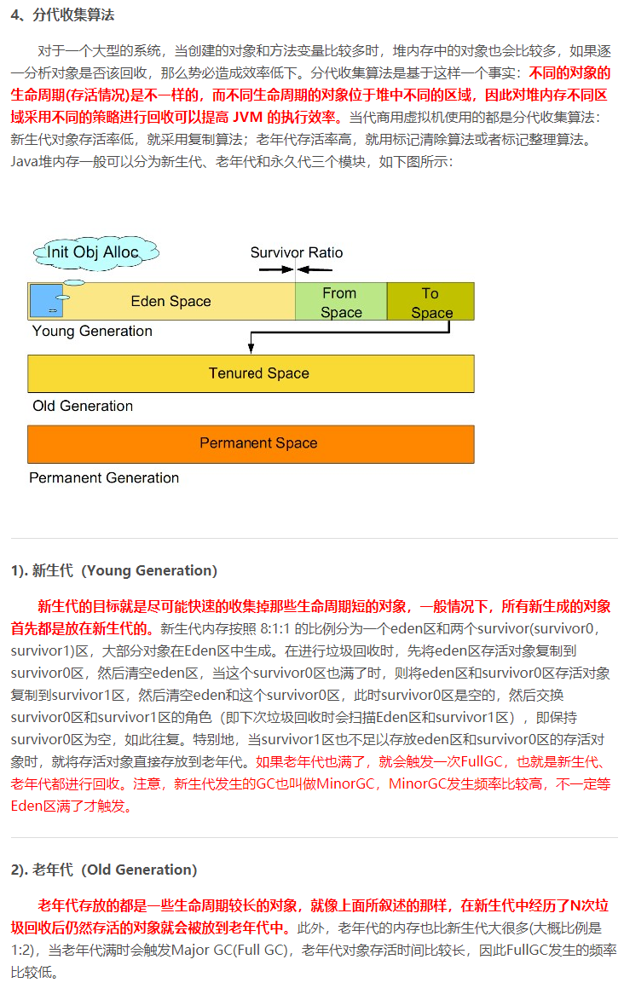 4、分代收集算法
对于一个大型的系统，当创建的对象和方法变量比较多时，堆内存中的对象也会比较多，如果逐
一分析对象是否该回收，那么势必造成效率低下。分代收集算法是基于这样一个事实：不同的对象的
生命周期(存活情况)是不一样的，而不同生命周期的对象位于堆中不同的区域，因此对堆内存不同区
域采用不同的策略进行回收可以提高 JVM 的执行效率。当代商用虚拟机使用的都是分代收集算法：
新生代对象存活率低，就采用复制算法；老年代存活率高，就用标记清除算法或者标记整理算法。
Java堆内存一般可以分为新生代、老年代和永久代三个模块，如下图所示：
Init Obj Alloc
Survivor Ratio
Eden Space
From
Space
To
Space
Young Generation
Tenured Space
Old Generation
Permanent Space
Permanent Generation
1). 新生代（Young Generation）
新生代的目标就是尽可能快速的收集掉那些生命周期短的对象，一般情况下，所有新生成的对象
首先都是放在新生代的。新生代内存按照 8:1:1 的比例分为一个eden区和两个survivor(survivor0，
survivor1)区，大部分对象在Eden区中生成。在进行垃圾回收时，先将eden区存活对象复制到
survivor0区，然后清空eden区，当这个survivor0区也满了时，则将eden区和survivor0区存活对象
复制到survivor1区，然后清空eden和这个survivor0区，此时survivor0区是空的，然后交换
survivor0区和survivor1区的角色（即下次垃圾回收时会扫描Eden区和survivor1区），即保持
survivor0区为空，如此往复。特别地，当survivor1区也不足以存放eden区和survivor0区的存活对
象时，就将存活对象直接存放到老年代。如果老年代也满了，就会触发一次FullGC，也就是新生代、
老年代都进行回收。注意，新生代发生的GC也叫做MinorGC，MinorGC发生频率比较高，不一定等
Eden区满了才触发。
2). 老年代（Old Generation）
老年代存放的都是一些生命周期较长的对象，就像上面所叙述的那样，在新生代中经历了N次垃
圾回收后仍然存活的对象就会被放到老年代中。此外，老年代的内存也比新生代大很多(大概比例是
1:2)，当老年代满时会触发Major GC(Full GC)，老年代对象存活时间比较长，因此FullGC发生的频率
比较低。